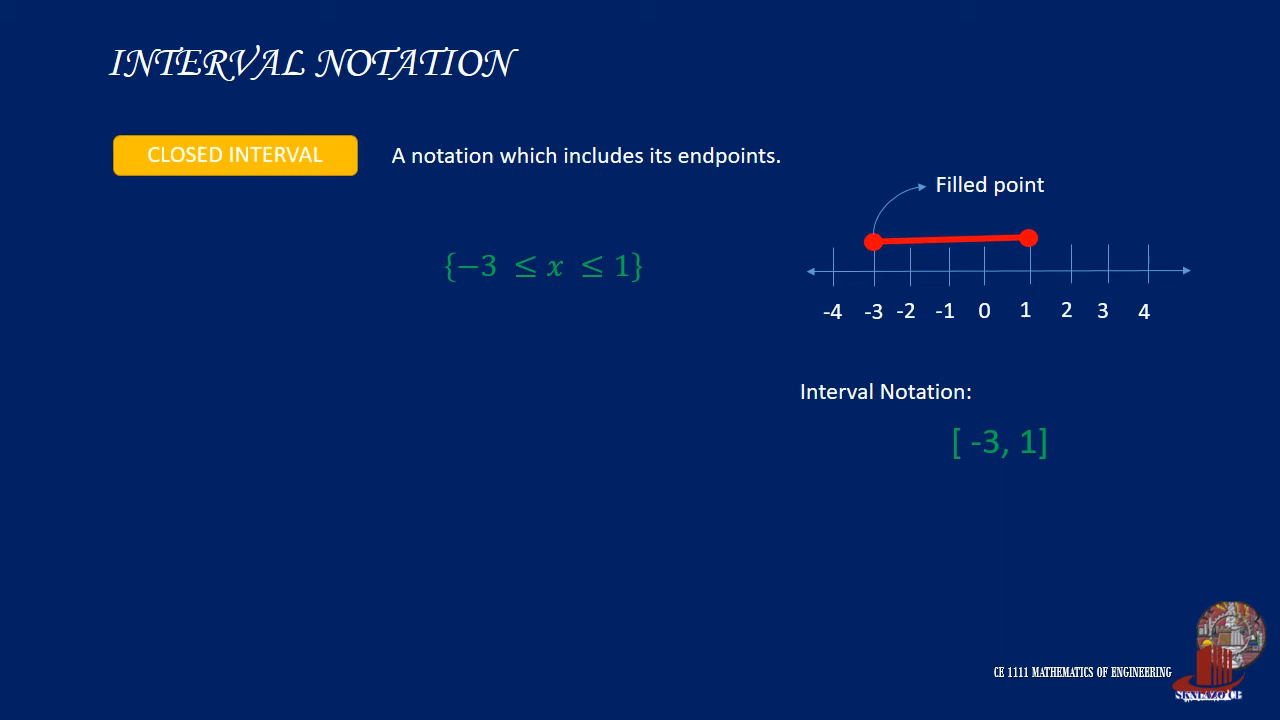 INTERVAL NOTATION
CLOSED INTERVAL
A notation which includes its endpoints.
Filled point
{−3 ≤ x ≤ 1}
-4 -3 -2 -1 0 1 2 3 4
Interval Notation:
[ -3, 1]
CE 1111 MATHEMATICS OF ENGINEERING